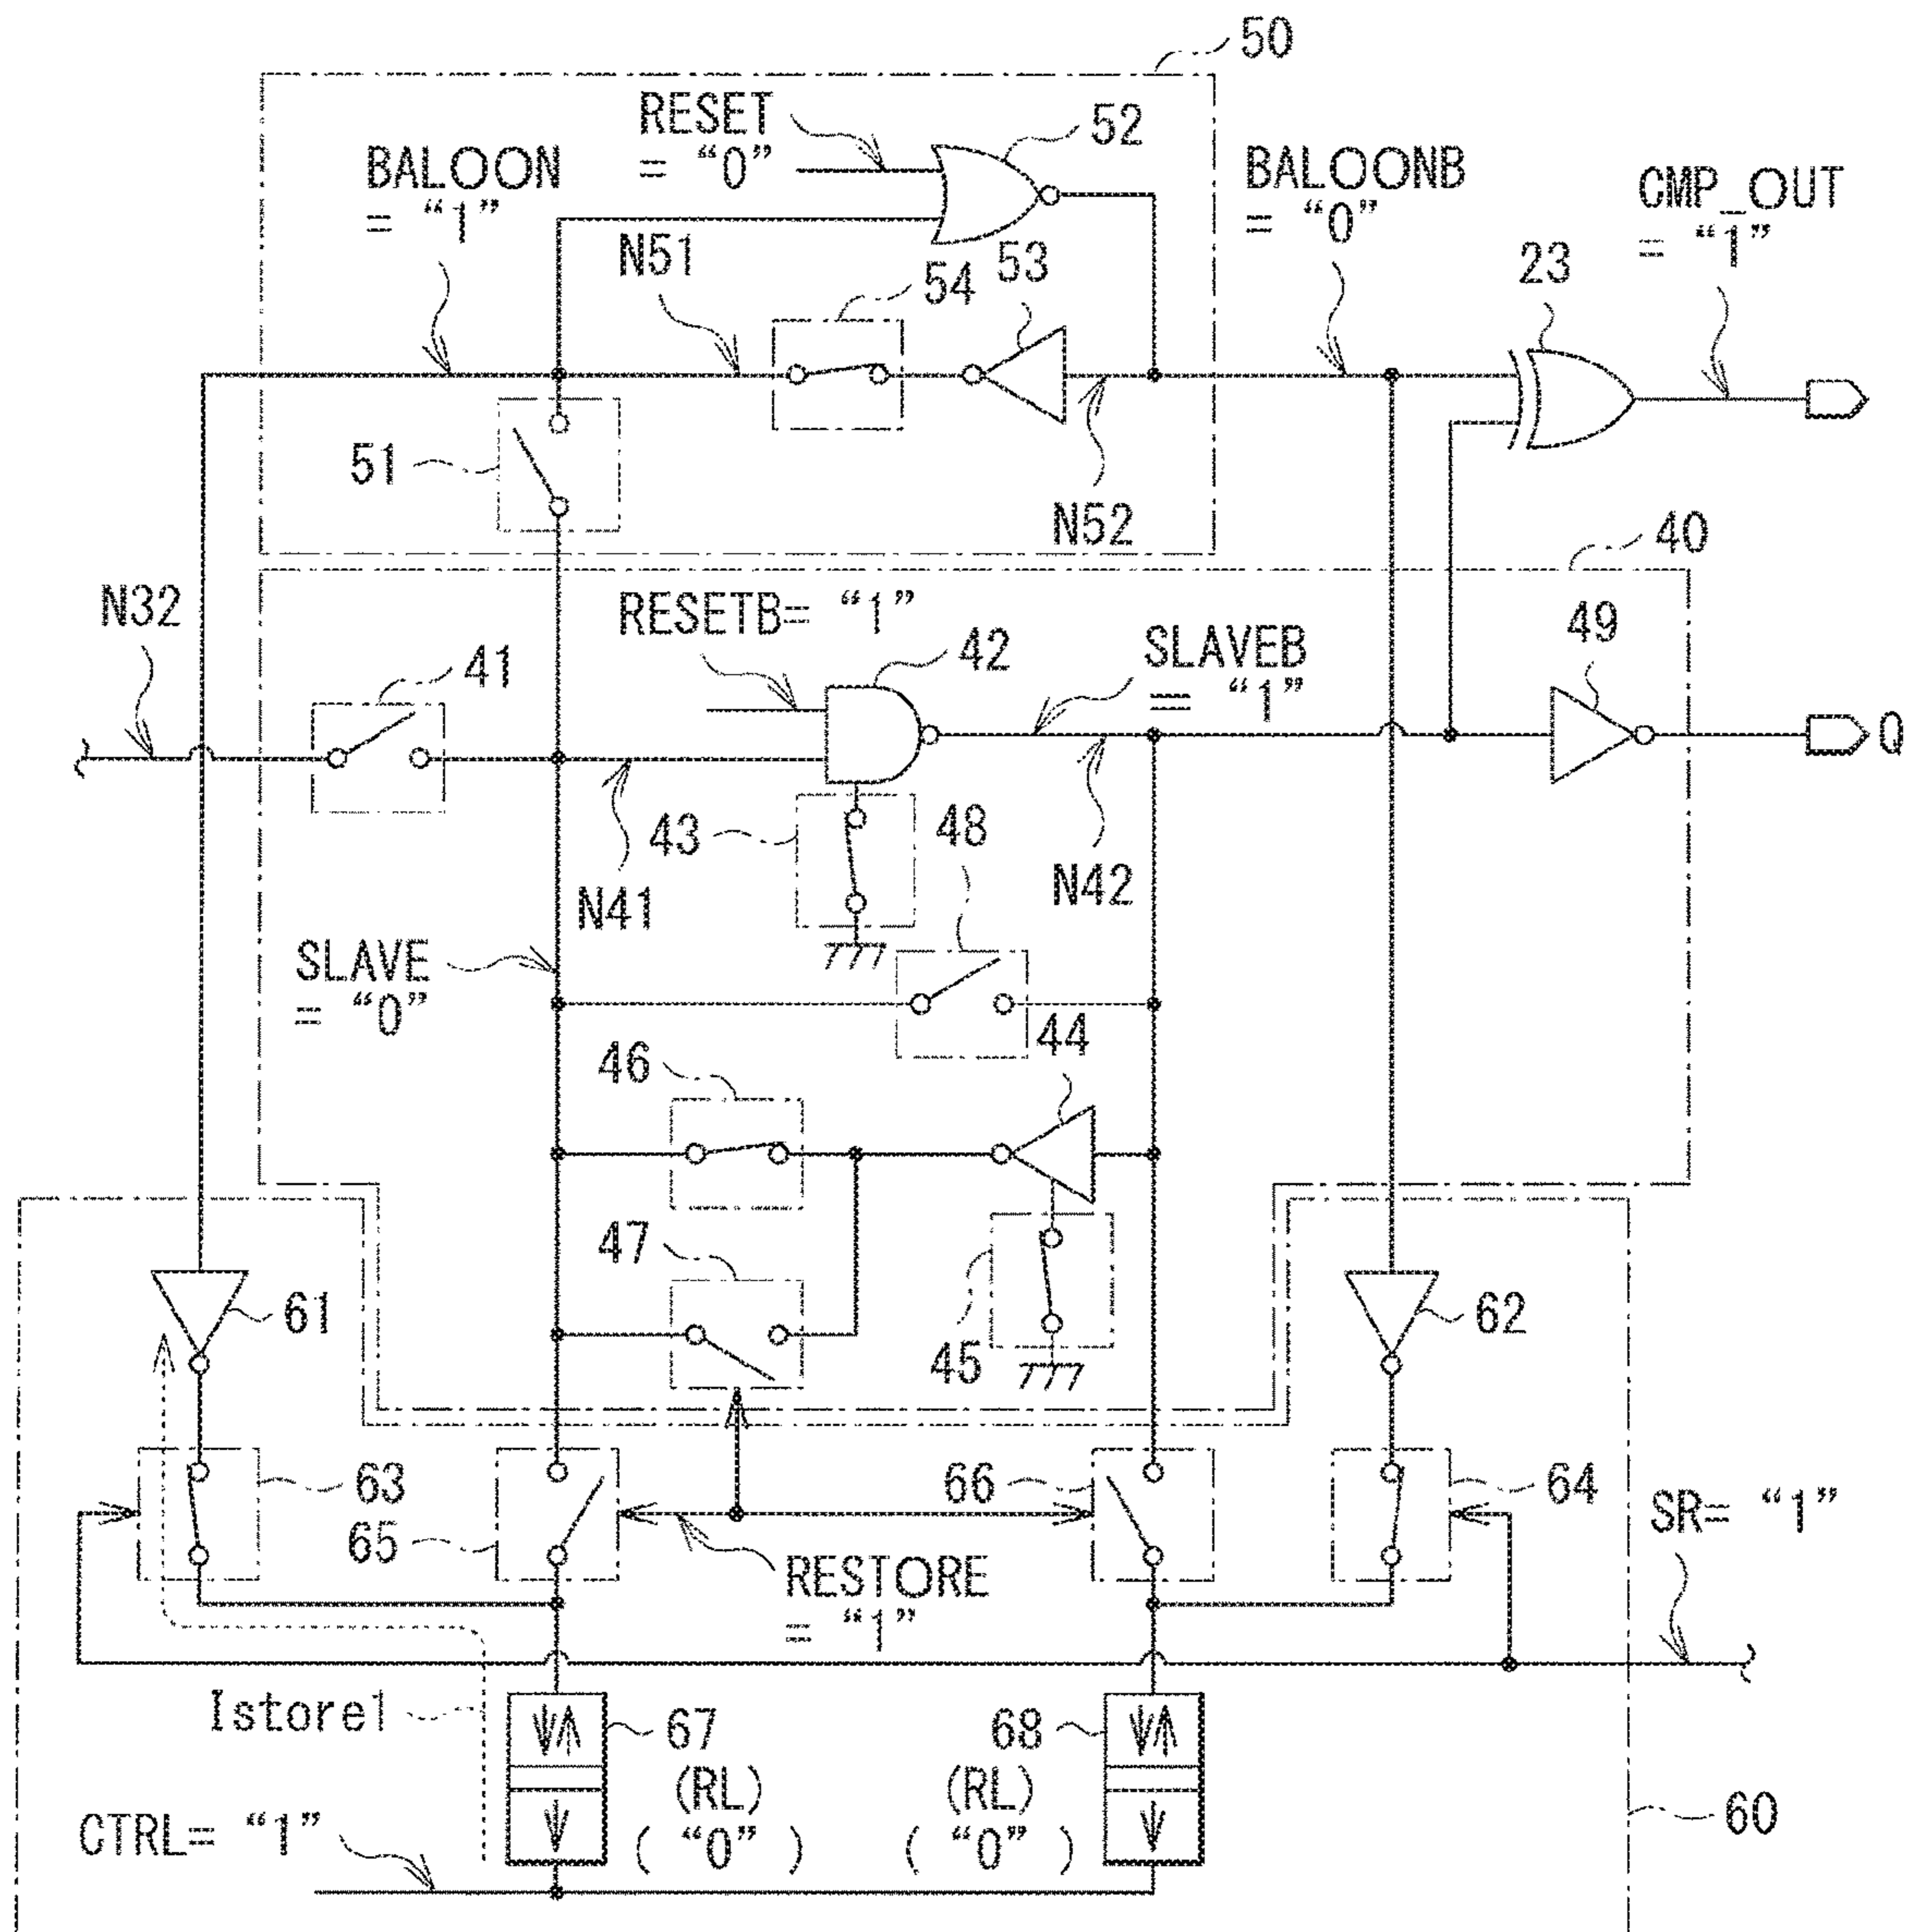 50
RESET
= “0”
52
BALOON
= “1”
BALOONB
= “0”
CMP_OUT
= “1”
N51
54
53
23
51
N52
40
N32
RESETB= “1”
41
42
SLAVEB
= “1”
49
Q
43
48
N41
N42
SLAVE
= “0”
44
46
47
45
61
62
63
65
66
64
SR= “1”
RESTORE
= “1”
Istore1
67
(RL)
( “0” )
68
(RL)
( “0” )
CTRL= “1”
60